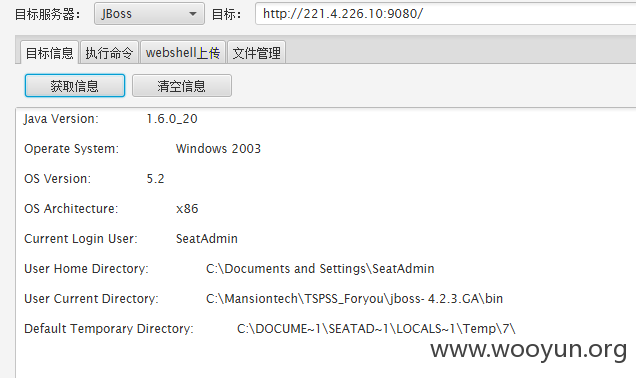 目标服务器： JBoss 目标： http://221.4.226.10:9080/
目标信息 执行命令 webshell上传 文件管理
获取信息 清空信息
Java Version: 1.6.0_20
Operate System: Windows 2003
OS Version: 5.2
OS Architecture: x86
Current Login User: SeatAdmin
User Home Directory: C:\Documents and Settings\SeatAdmin
User Current Directory: C:\Mansiontech\TSPSS_Foryou\jboss- 4.2.3.GA\bin
Default Temporary Directory: C:\DOCUME~1\SEATAD~1\LOCALS~1\Temp\7\
www.wooyun.org